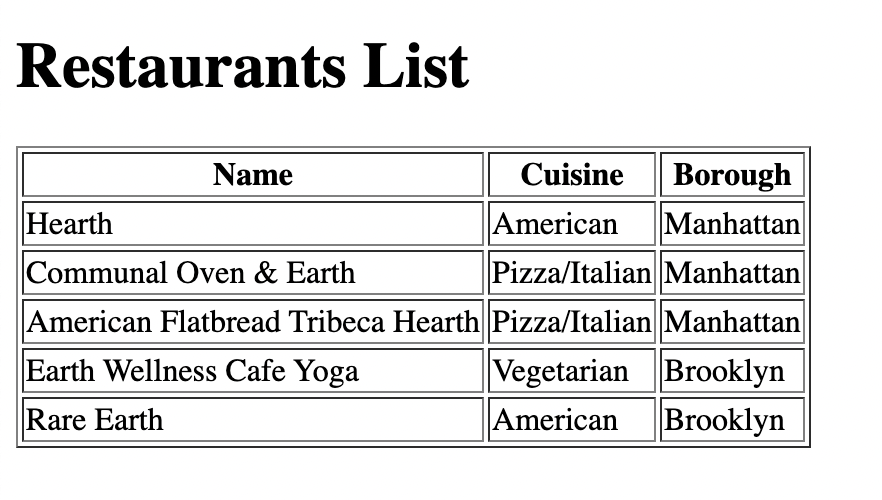 Restaurants List
Name Cuisine Borough
Hearth American Manhattan
Communal Oven & Earth Pizza/Italian Manhattan
American Flatbread Tribeca Hearth Pizza/Italian Manhattan
Earth Wellness Cafe Yoga Vegetarian Brooklyn
Rare Earth American Brooklyn